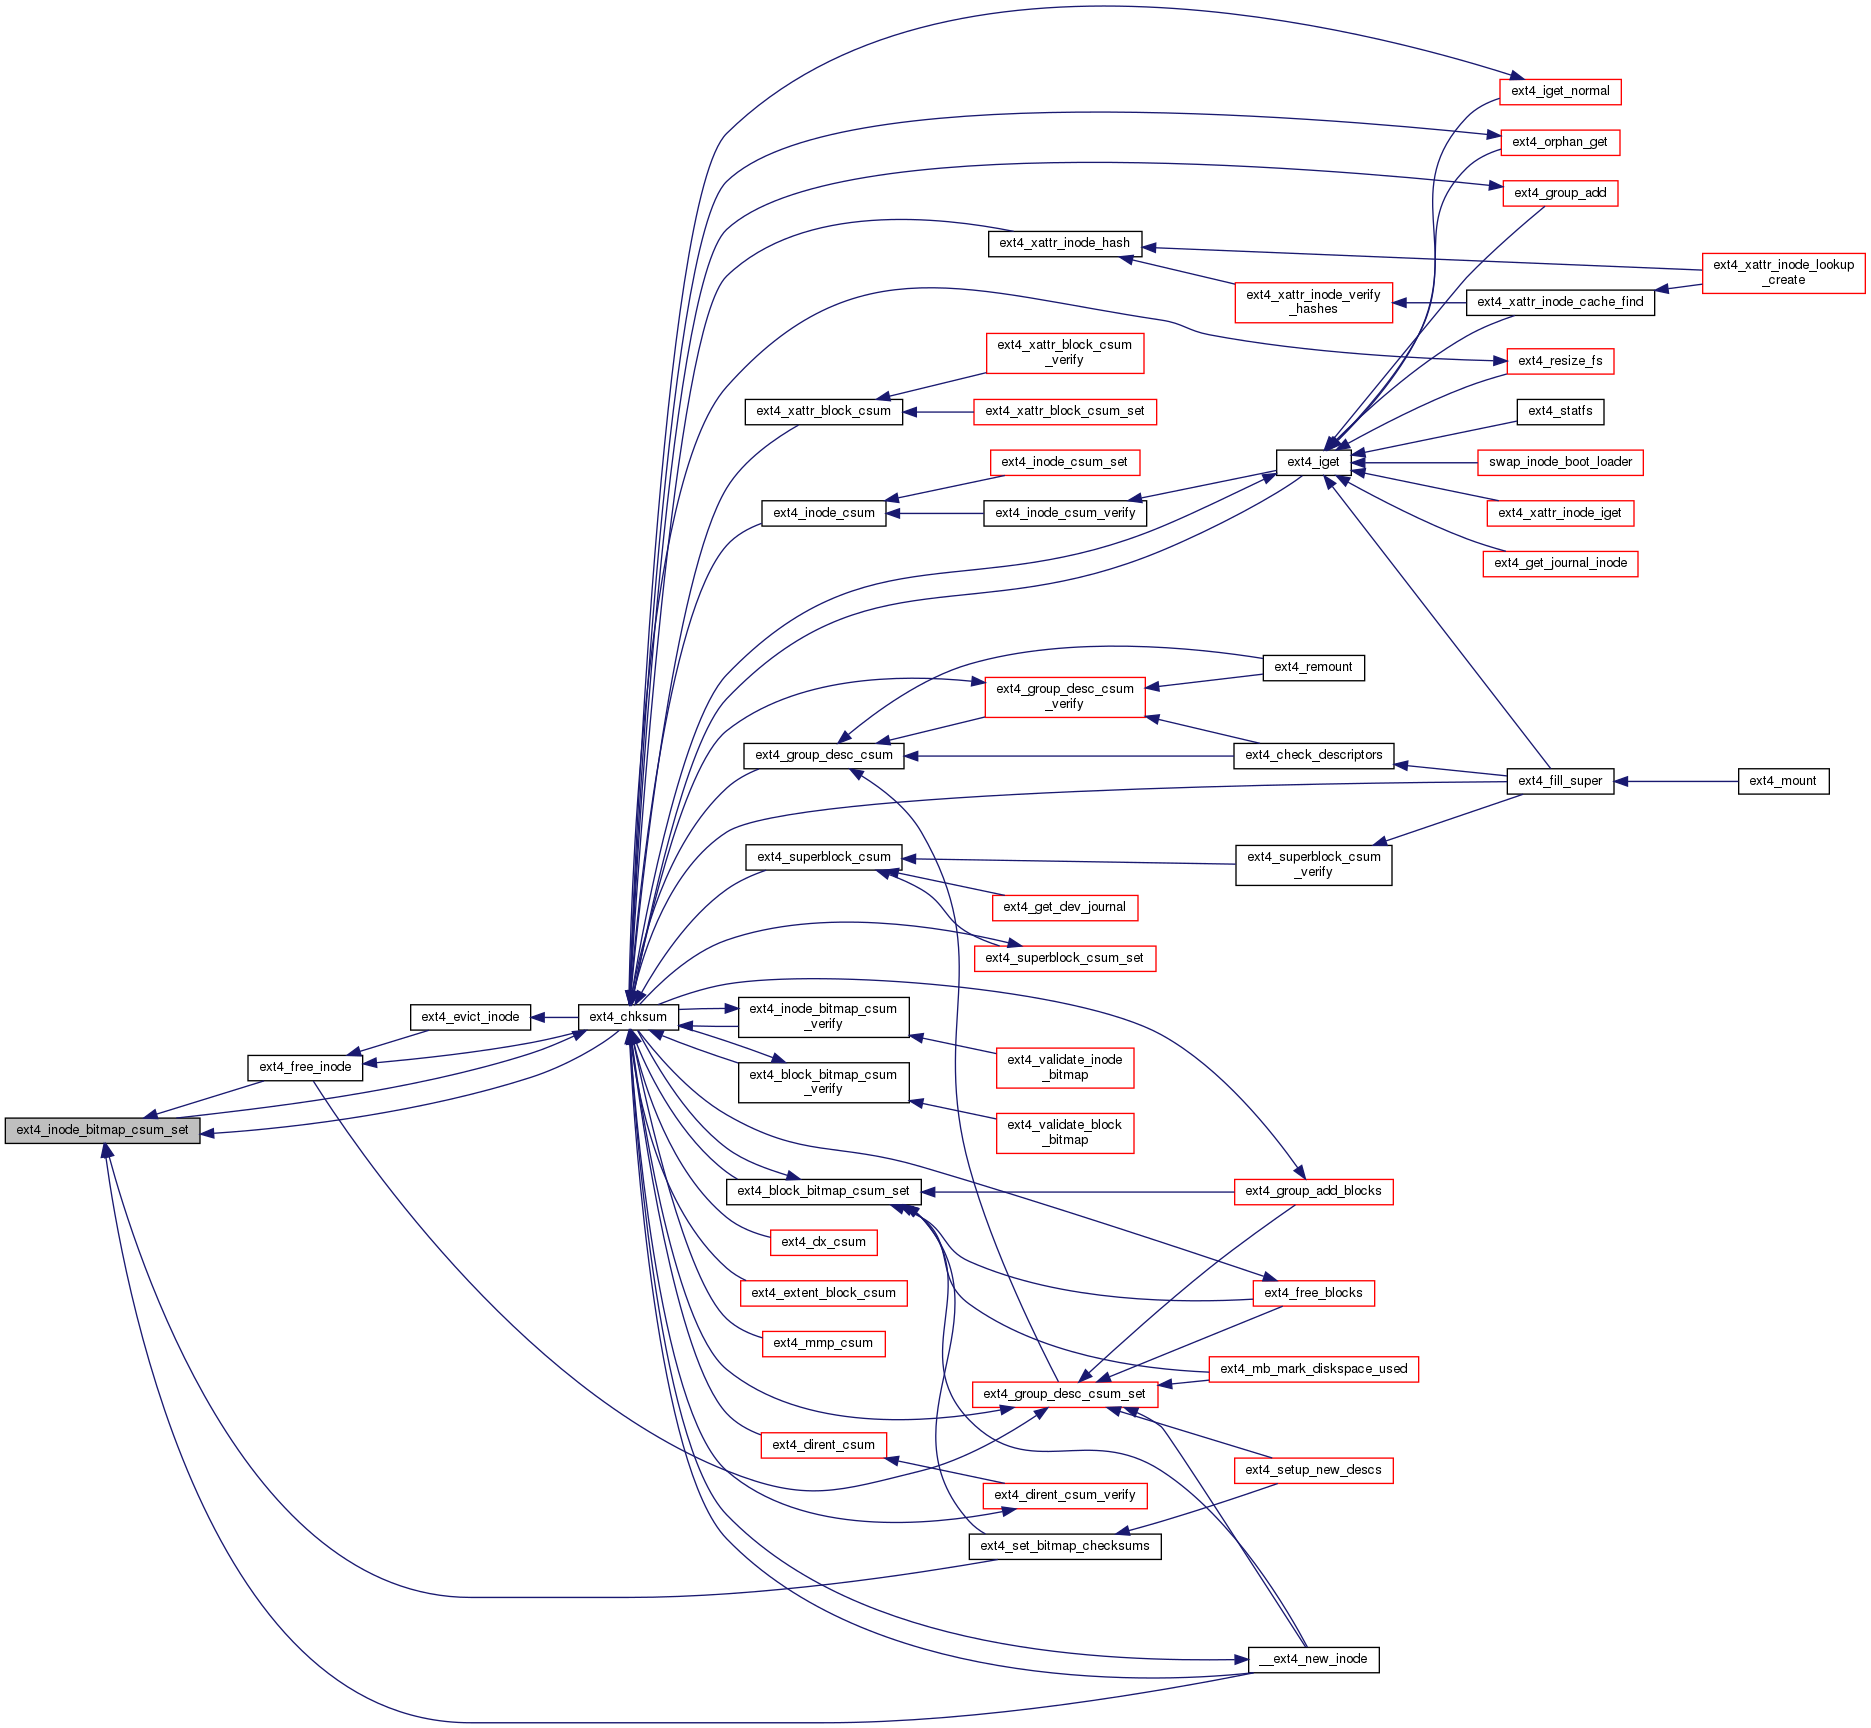 ext4_iget_normal
ext4_orphan_get
ext4_group_add
ext4_xattr_inode_hash
ext4_xattr_inode_lookup
_create
ext4_xattr_inode_verify
_hashes
ext4_xattr_inode_cache_find
ext4_xattr_block_csum
_verify
ext4_resize_fs
ext4_xattr_block_csum
ext4_xattr_block_csum_set
ext4_statfs
ext4_inode_csum_set
ext4_iget
swap_inode_boot_loader
ext4_inode_csum
ext4_inode_csum_verify
ext4_xattr_inode_iget
ext4_get_journal_inode
ext4_remount
ext4_group_desc_csum
_verify
ext4_group_desc_csum
ext4_check_descriptors
ext4_fill_super
ext4_mount
ext4_superblock_csum
ext4_superblock_csum
_verify
ext4_get_dev_journal
ext4_superblock_csum_set
ext4_evict_inode
ext4_chksum
ext4_inode_bitmap_csum
_verify
ext4_free_inode
ext4_block_bitmap_csum
_verify
ext4_validate_inode
_bitmap
ext4_inode_bitmap_csum_set
ext4_validate_block
_bitmap
ext4_block_bitmap_csum_set
ext4_group_add_blocks
ext4_dx_csum
ext4_extent_block_csum
ext4_free_blocks
ext4_mmp_csum
ext4_mb_mark_diskspace_used
ext4_group_desc_csum_set
ext4_dirent_csum
ext4_setup_new_descs
ext4_dirent_csum_verify
ext4_set_bitmap_checksums
__ext4_new_inode